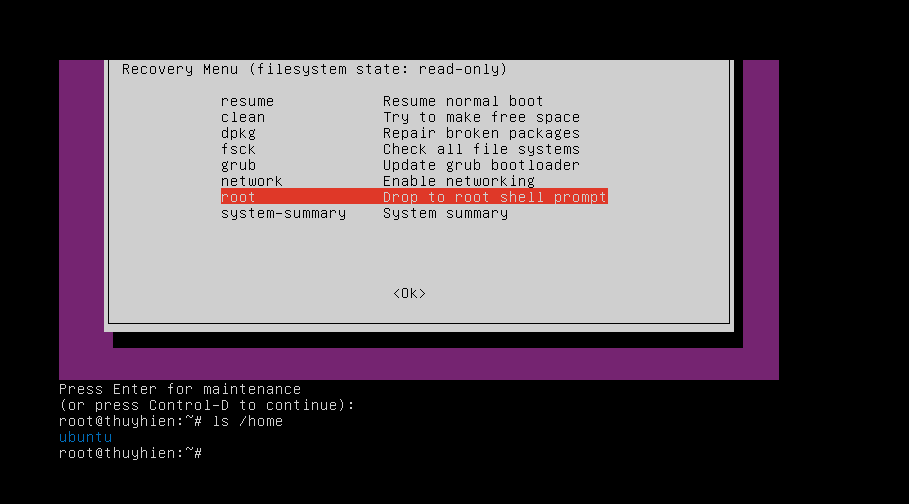 Recovery Menu (filesystem state: read-only)
resume Resume normal boot
clean Try to make free space
dpkg Repair broken packages
fsck Check all file systems
grub Update grub bootloader
network Enable networking
root Drop to root shell prompt
system-summary System summary
<Ok>
Press Enter for maintenance
(or press Control-D to continue):
root@thuyhien:~# ls /home
ubuntu
root@thuyhien:~#